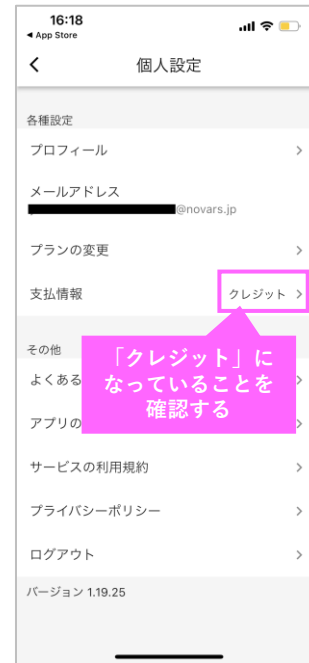 16:18
◀ App Store
個人設定
各種設定
プロフィール
メールアドレス
@novars.jp
プランの変更
支払情報
クレジット
その他
「クレジット」に
よくある
なっていることを
アプリの
確認する
サービスの利用規約
プライバシーポリシー
ログアウト
バージョン 1.19.25